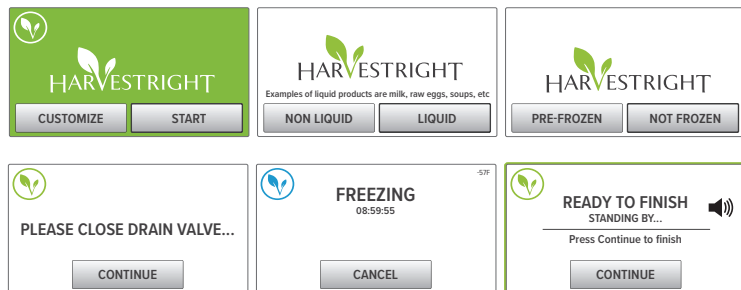 HARVESTRIGHT
CUSTOMIZE
START
HARVESTRIGHT
Examples of liquid products are milk, raw eggs, soups, etc
NON LIQUID
LIQUID
HARVESTRIGHT
PRE-FROZEN
NOT FROZEN
PLEASE CLOSE DRAIN VALVE...
CONTINUE
-57F
FREEZING
08:59:55
CANCEL
READY TO FINISH
STANDING BY...
Press Continue to finish
CONTINUE